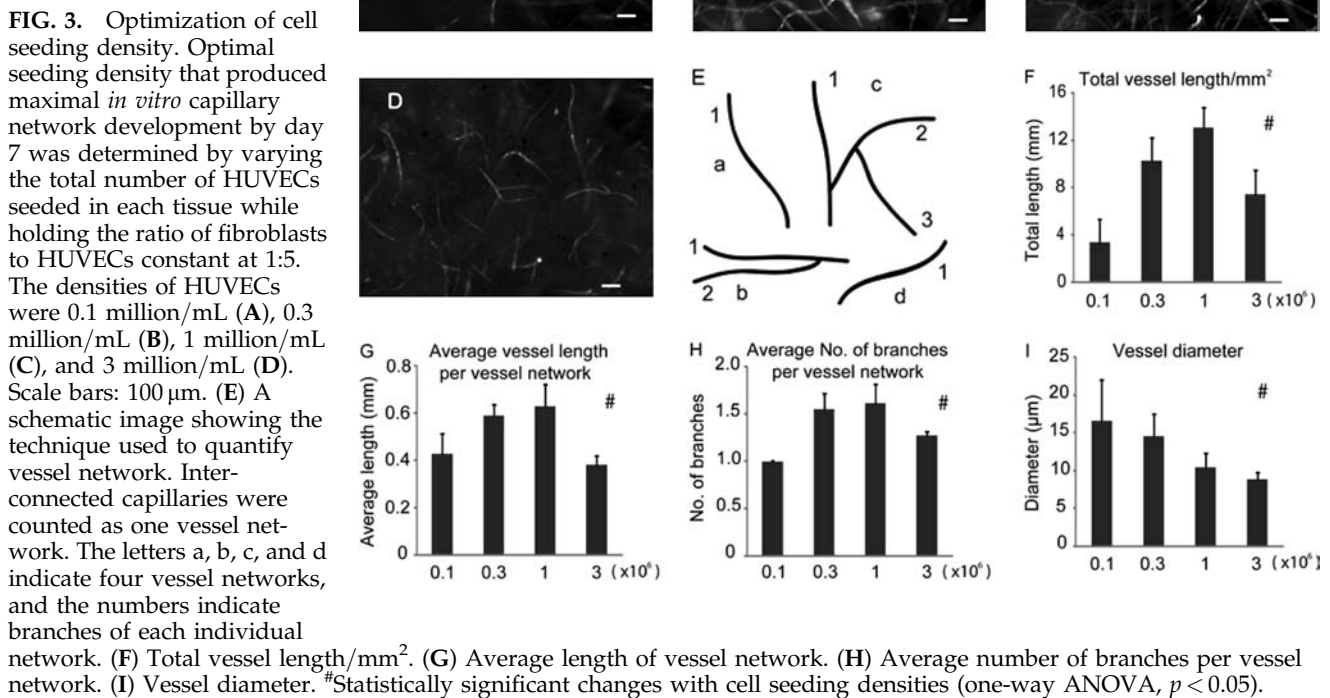 FIG. 3. Optimization of cell
seeding density. Optimal
seeding density that produced
maximal in vitro capillary
network development by day
7 was determined by varying
the total number of HUVECs
seeded in each tissue while
holding the ratio of fibroblasts
to HUVECs constant at 1:5.
The densities of HUVECs
were 0.1 million/mL (A), 0.3
million/mL (B), 1 million/mL
(C), and 3 million/mL (D).
Scale bars: 100 μm. (E) A
schematic image showing the
technique used to quantify
vessel network. Inter-
connected capillaries were
counted as one vessel net-
work. The letters a, b, c, and d
indicate four vessel networks,
and the numbers indicate
branches of each individual
network. (F) Total vessel length/mm². (G) Average length of vessel network. (H) Average number of branches per vessel
network. (I) Vessel diameter. #Statistically significant changes with cell seeding densities (one-way ANOVA, p < 0.05).
D
E
1
a
1
c
2
3
1
2
b
d
1
F
Total vessel length/mm²
Total length (mm)
16
12
8
4
0
#
0.1 0.3 1 3 (x10⁶)
G
Average vessel length
per vessel network
Average length (mm)
0.8
0.6
0.4
0.2
0
#
0.1 0.3 1 3 (x10⁶)
H
Average No. of branches
per vessel network
No. of branches
2.0
1.5
1.0
0.5
0
#
0.1 0.3 1 3 (x10⁶)
I
Vessel diameter
Diameter (μm)
25
20
15
10
5
0
#
0.1 0.3 1 3 (x10⁶)